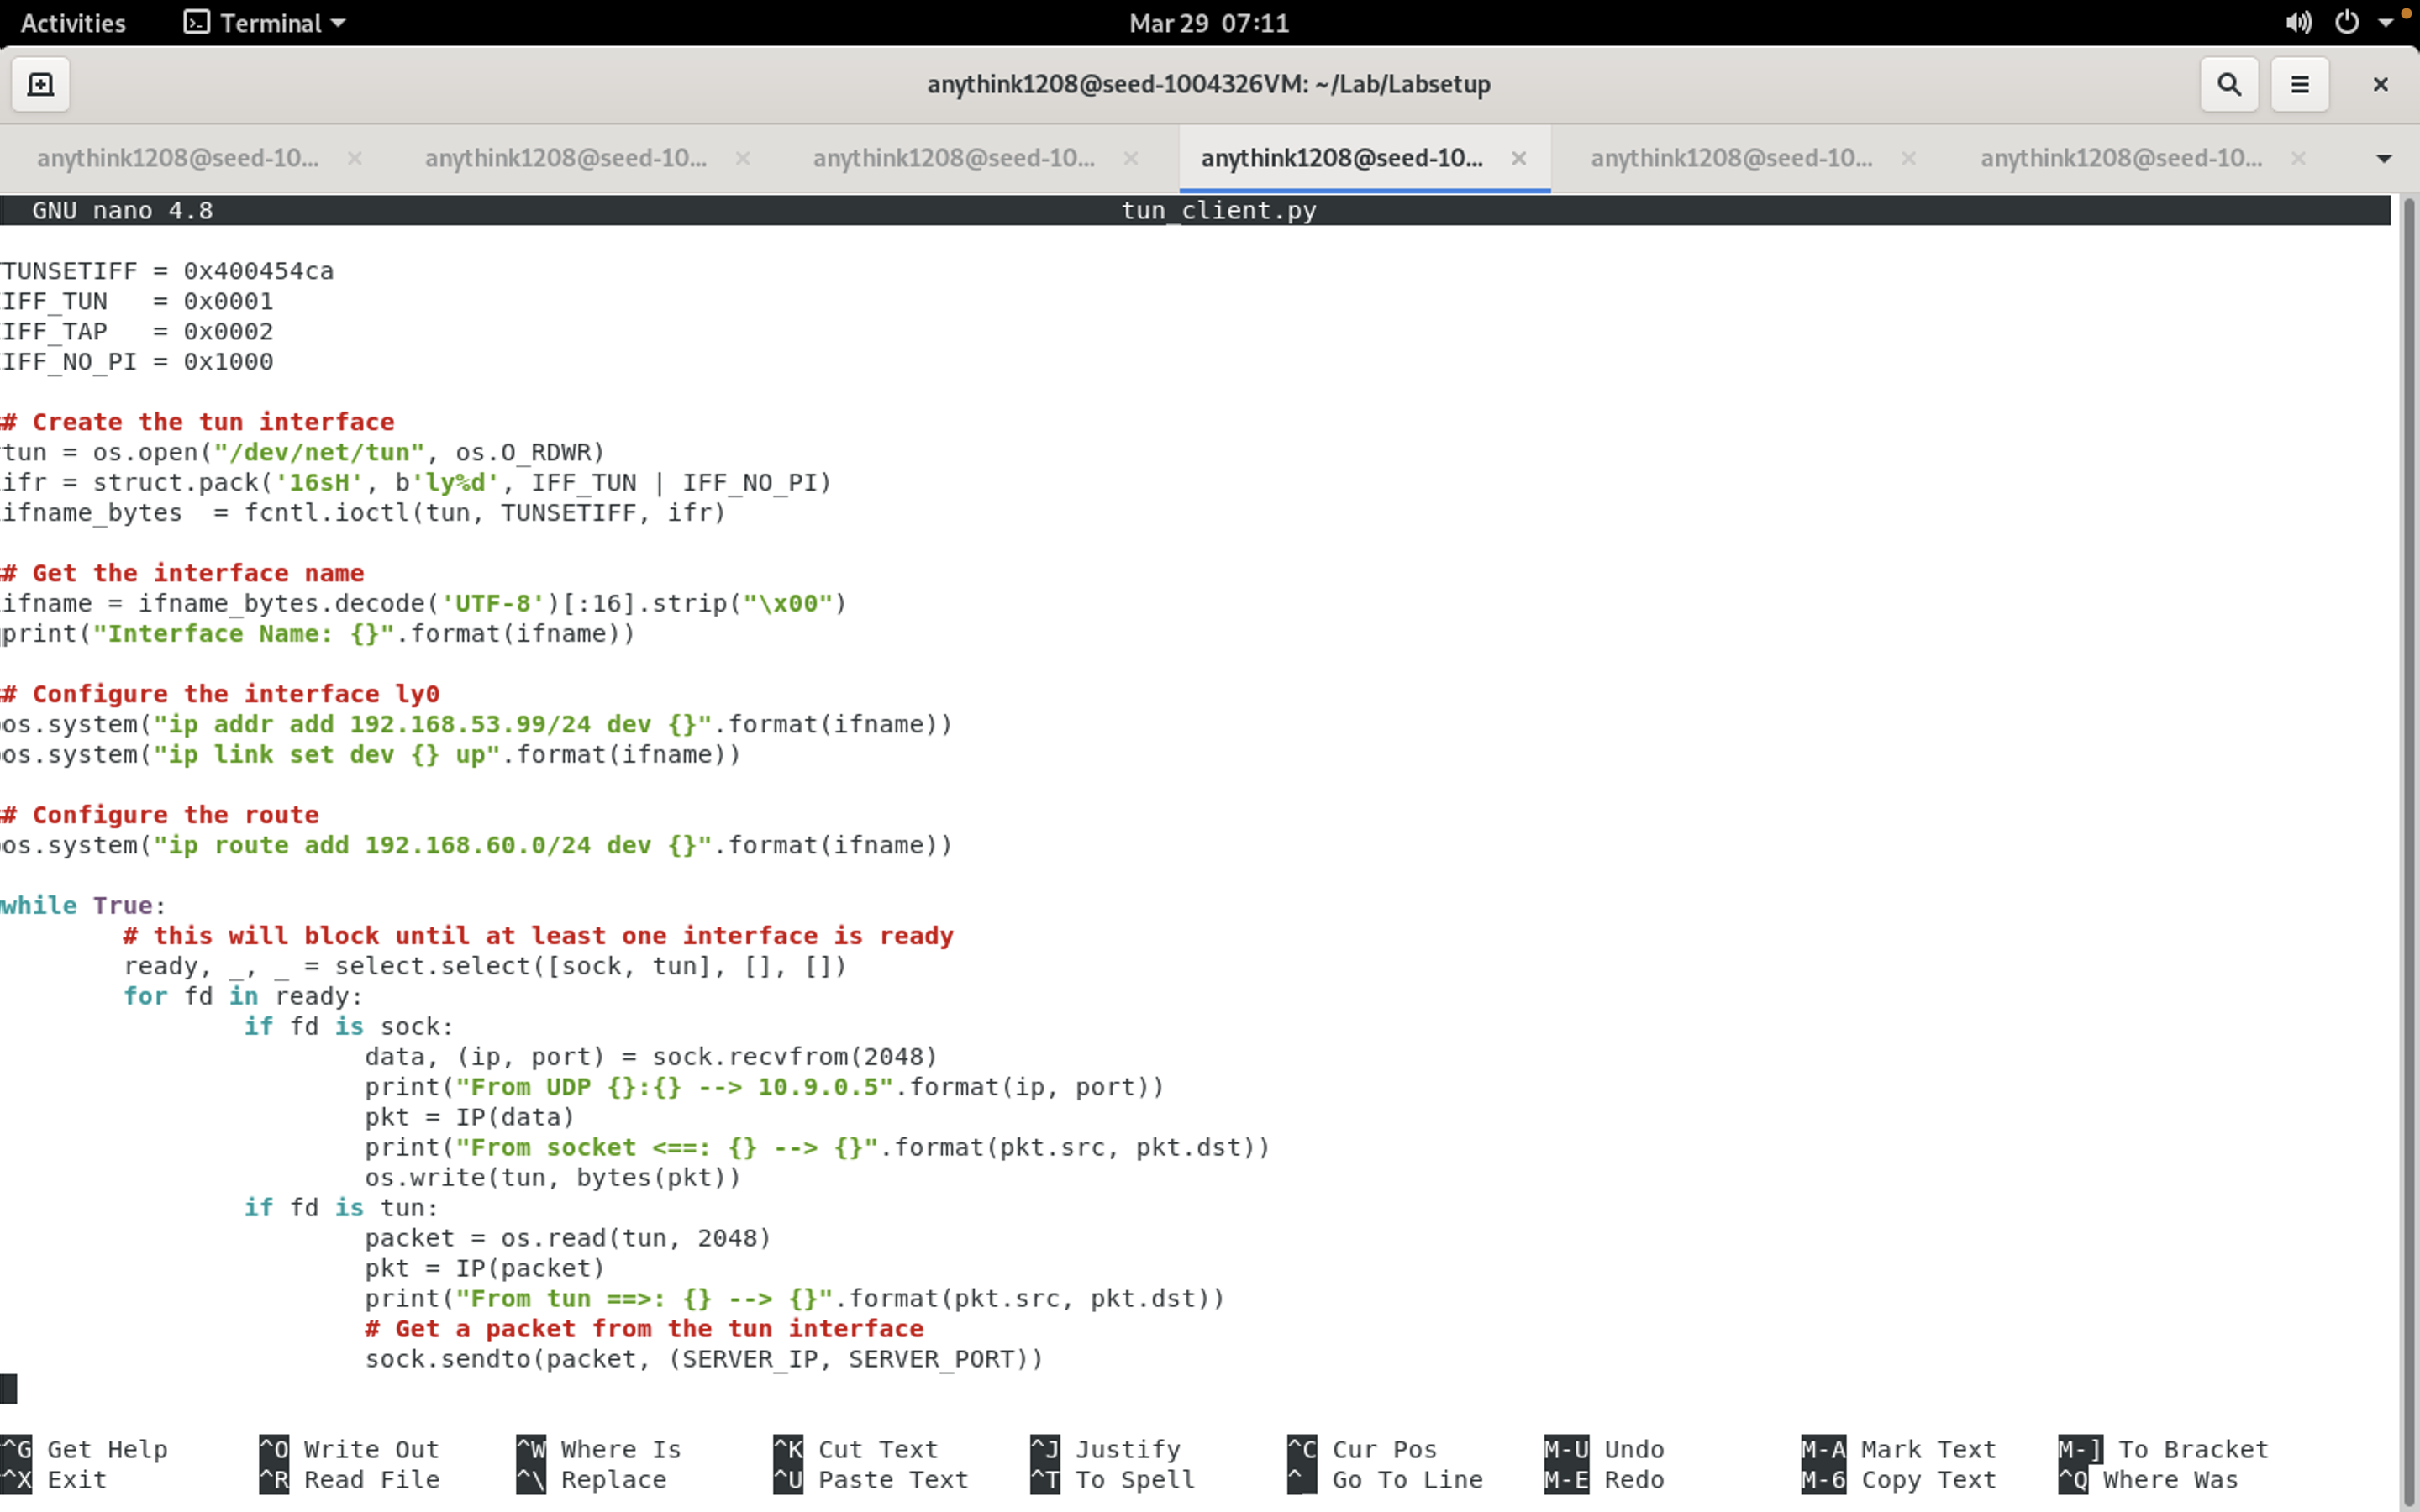 Activities Terminal Mar 29 07:11
anythink1208@seed-1004326VM: ~/Lab/Labsetup
anythink1208@seed-10... anythink1208@seed-10... anythink1208@seed-10... anythink1208@seed-10... anythink1208@seed-10... anythink1208@seed-10...
GNU nano 4.8 tun_client.py
TUNSETIFF = 0x400454ca
IFF_TUN   = 0x0001
IFF_TAP   = 0x0002
IFF_NO_PI = 0x1000
# Create the tun interface
tun = os.open("/dev/net/tun", os.O_RDWR)
ifr = struct.pack('16sH', b'ly%d', IFF_TUN | IFF_NO_PI)
ifname_bytes  = fcntl.ioctl(tun, TUNSETIFF, ifr)
# Get the interface name
ifname = ifname_bytes.decode('UTF-8')[:16].strip("\x00")
print("Interface Name: {}".format(ifname))
# Configure the interface ly0
os.system("ip addr add 192.168.53.99/24 dev {}".format(ifname))
os.system("ip link set dev {} up".format(ifname))
# Configure the route
os.system("ip route add 192.168.60.0/24 dev {}".format(ifname))
while True:
        # this will block until at least one interface is ready
        ready, _, _ = select.select([sock, tun], [], [])
        for fd in ready:
                if fd is sock:
                        data, (ip, port) = sock.recvfrom(2048)
                        print("From UDP {}:{} --> 10.9.0.5".format(ip, port))
                        pkt = IP(data)
                        print("From socket <==: {} --> {}".format(pkt.src, pkt.dst))
                        os.write(tun, bytes(pkt))
                if fd is tun:
                        packet = os.read(tun, 2048)
                        pkt = IP(packet)
                        print("From tun ==>: {} --> {}".format(pkt.src, pkt.dst))
                        # Get a packet from the tun interface
                        sock.sendto(packet, (SERVER_IP, SERVER_PORT))
^G Get Help ^O Write Out ^W Where Is ^K Cut Text ^J Justify ^C Cur Pos M-U Undo M-A Mark Text M-] To Bracket
^X Exit ^R Read File ^\ Replace ^U Paste Text ^T To Spell ^_ Go To Line M-E Redo M-6 Copy Text ^Q Where Was